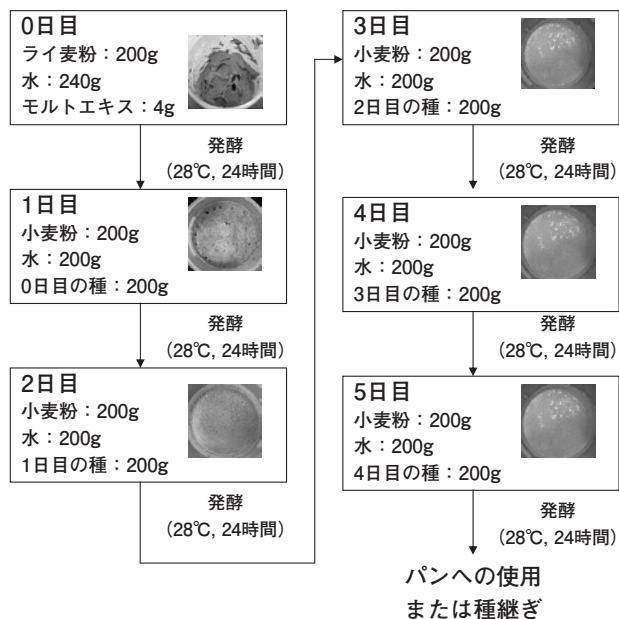 0日目
ライ麦粉：200g
水：240g
モルトエキス：4g
発酵
（28℃, 24時間）
1日目
小麦粉：200g
水：200g
0日目の種：200g
発酵
（28℃, 24時間）
2日目
小麦粉：200g
水：200g
1日目の種：200g
発酵
（28℃, 24時間）
3日目
小麦粉：200g
水：200g
2日目の種：200g
発酵
（28℃, 24時間）
4日目
小麦粉：200g
水：200g
3日目の種：200g
発酵
（28℃, 24時間）
5日目
小麦粉：200g
水：200g
4日目の種：200g
発酵
（28℃, 24時間）
パンへの使用
または種継ぎ